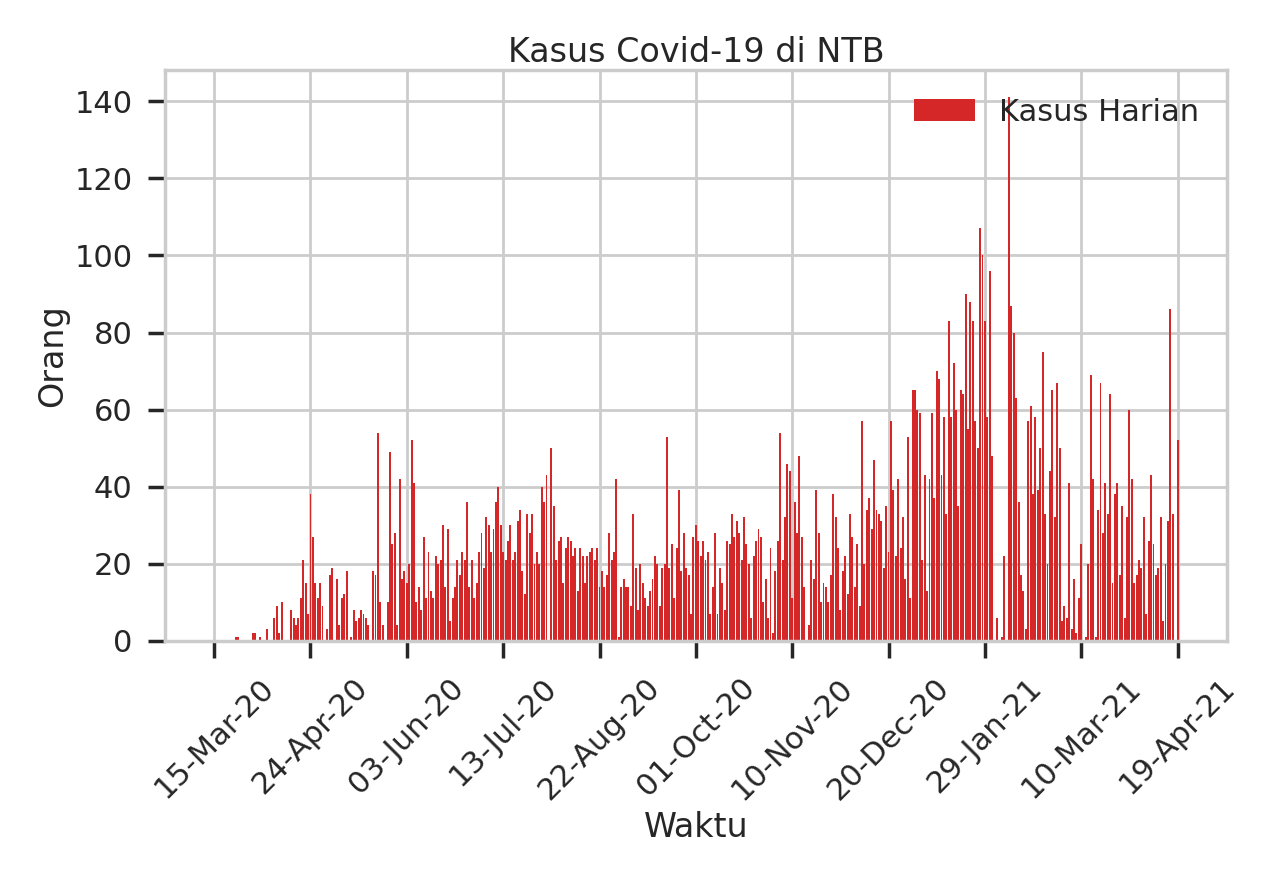 Kasus Covid-19 di NTB
Kasus Harian
140
120
100
80
60
40
20
0
Orang
15-Mar-20
24-Apr-20
03-Jun-20
13-Jul-20
22-Aug-20
01-Oct-20
10-Nov-20
20-Dec-20
29-Jan-21
10-Mar-21
19-Apr-21
Waktu